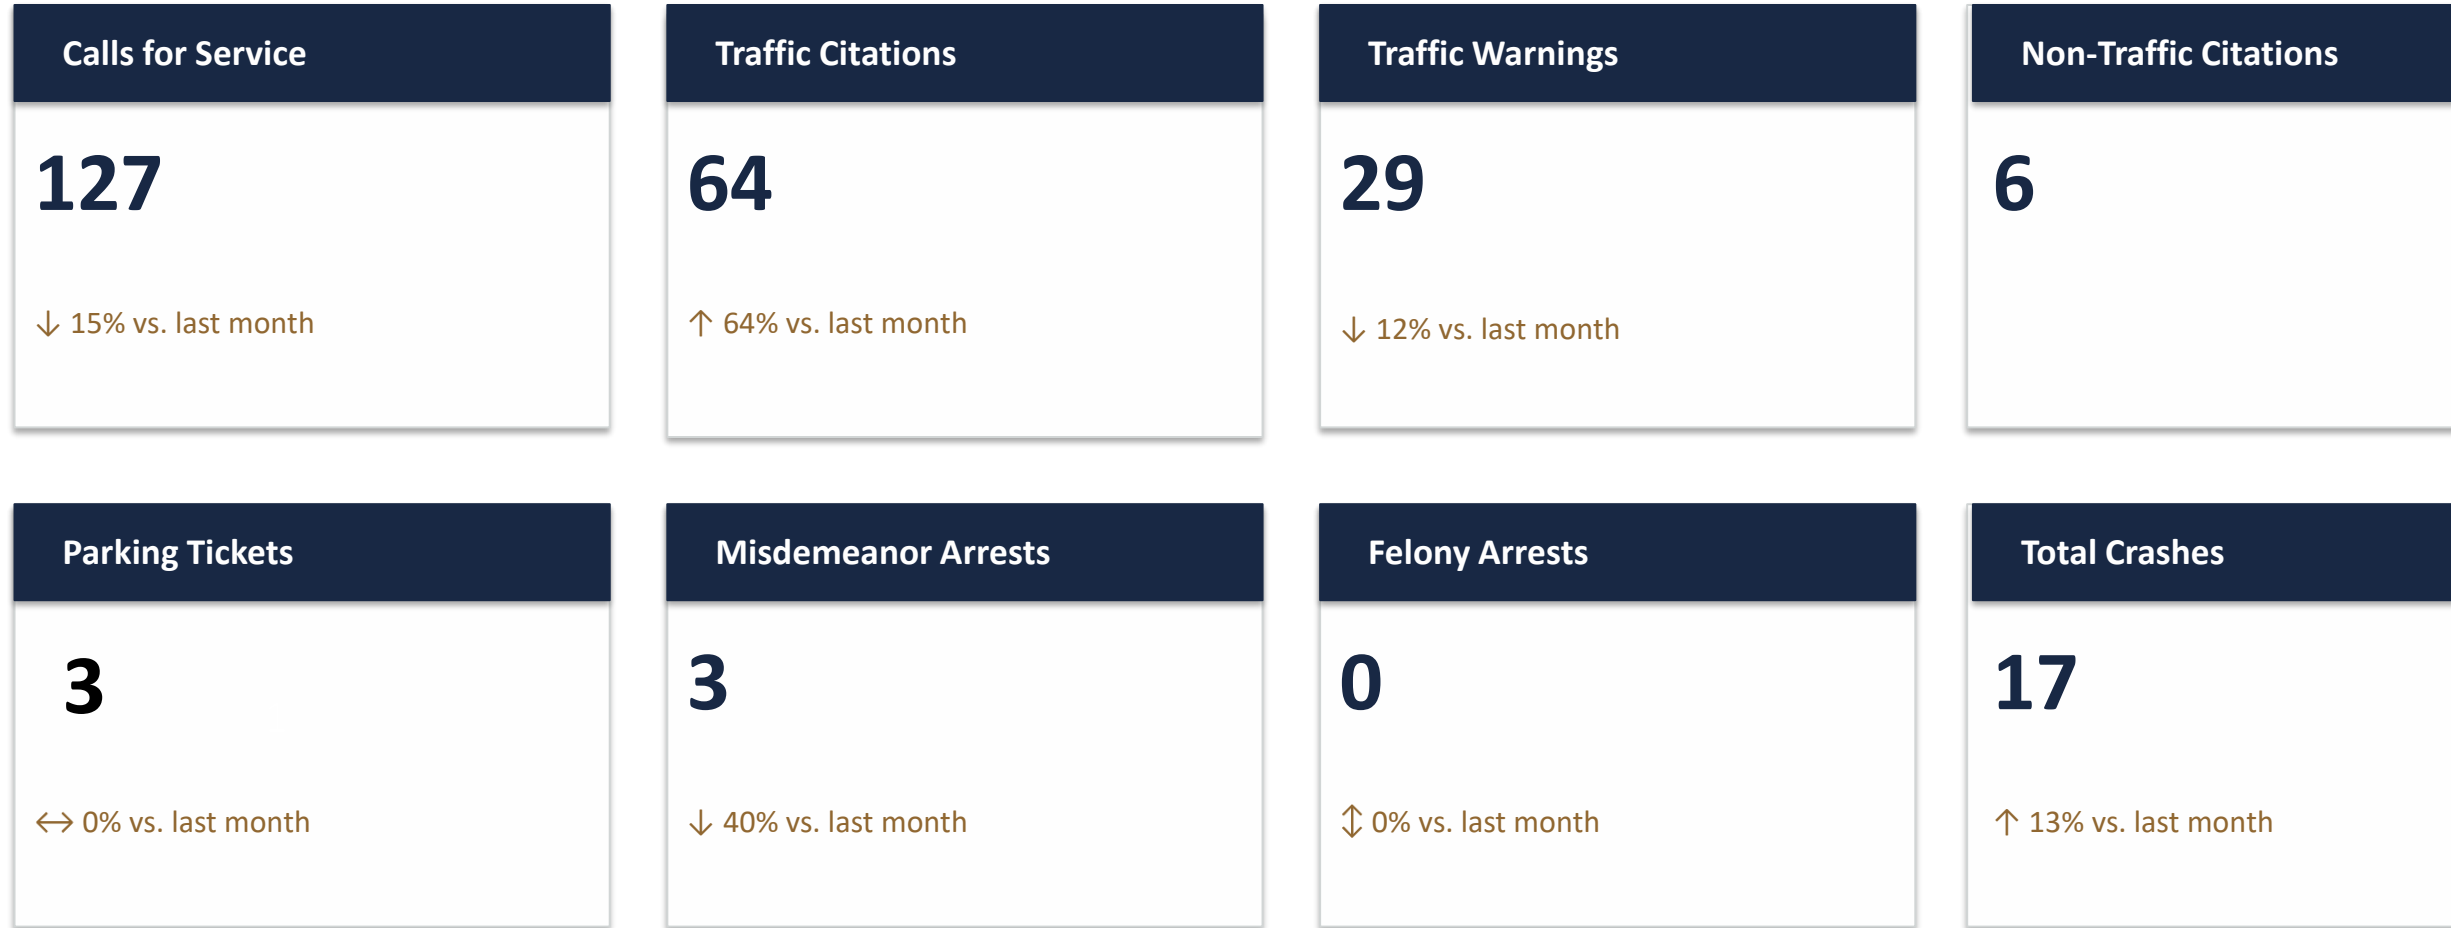 Calls for Service
127
↓ 15% vs. last month
Traffic Citations
64
↑ 64% vs. last month
Traffic Warnings
29
↓ 12% vs. last month
Non-Traffic Citations
6
Parking Tickets
3
↔ 0% vs. last month
Misdemeanor Arrests
3
↓ 40% vs. last month
Felony Arrests
0
↕ 0% vs. last month
Total Crashes
17
↑ 13% vs. last month